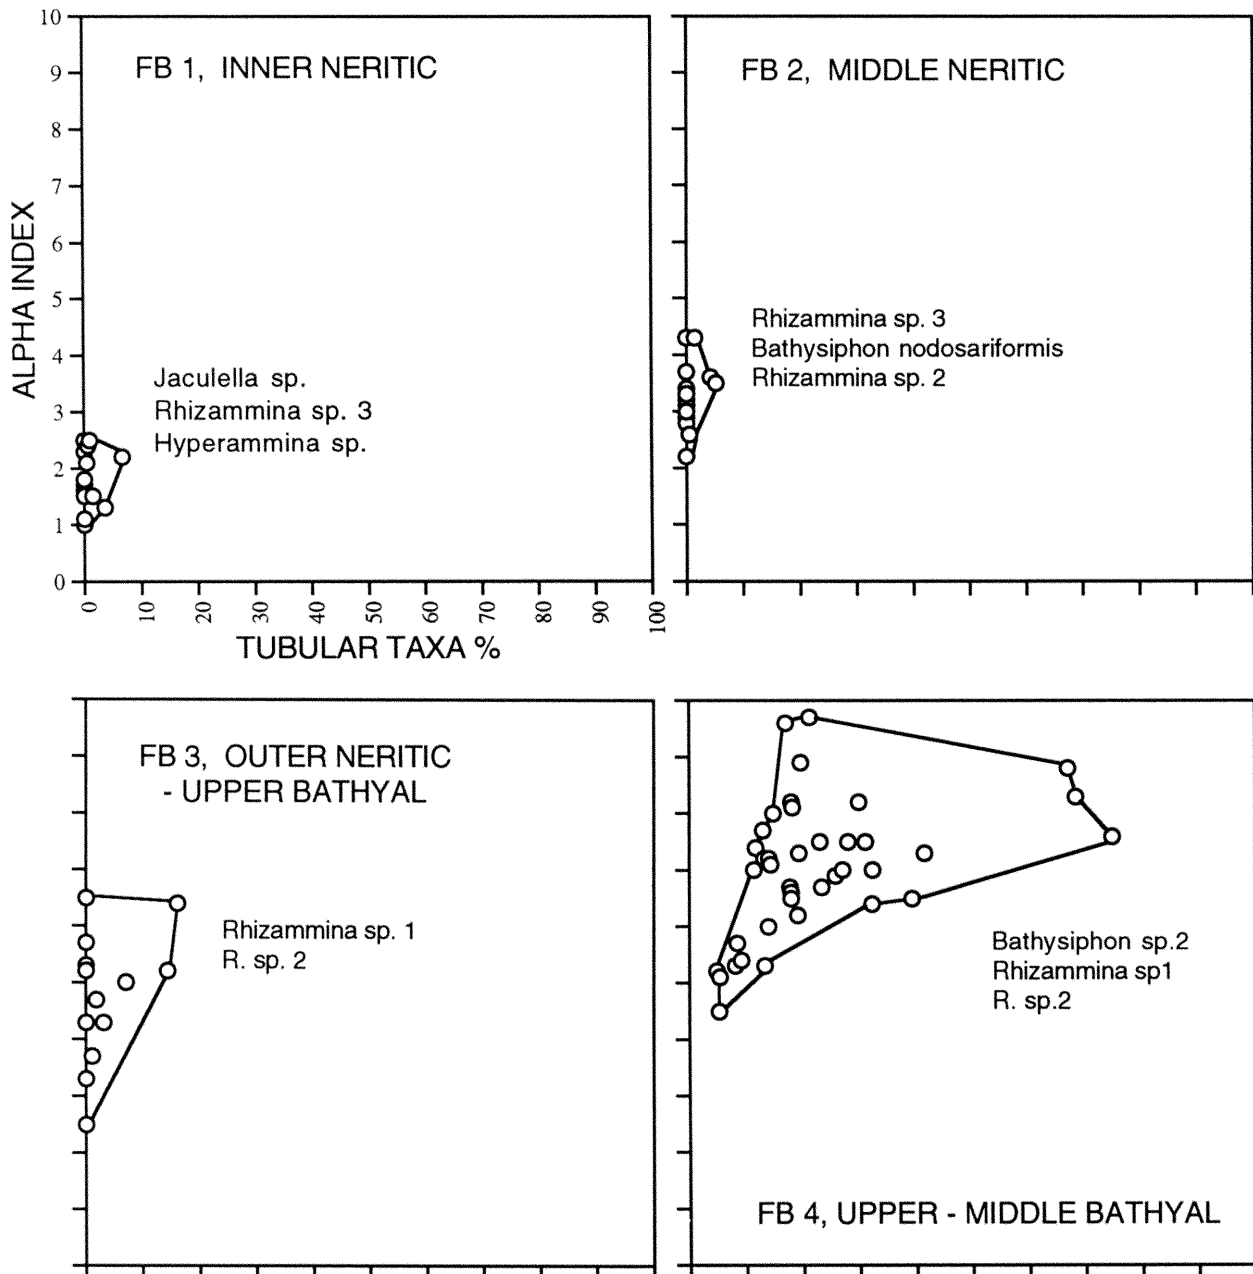 FB 1, INNER NERITIC
10
9
8
7
6
5
4
3
2
1
0
ALPHA INDEX
Jaculella sp.
Rhizammina sp. 3
Hyperammina sp.
0 10 20 30 40 50 60 70 80 90 100
TUBULAR TAXA %
FB 2, MIDDLE NERITIC
Rhizammina sp. 3
Bathysiphon nodosariformis
Rhizammina sp. 2
FB 3, OUTER NERITIC
- UPPER BATHYAL
Rhizammina sp. 1
R. sp. 2
Bathysiphon sp.2
Rhizammina sp1
R. sp.2
FB 4, UPPER - MIDDLE BATHYAL